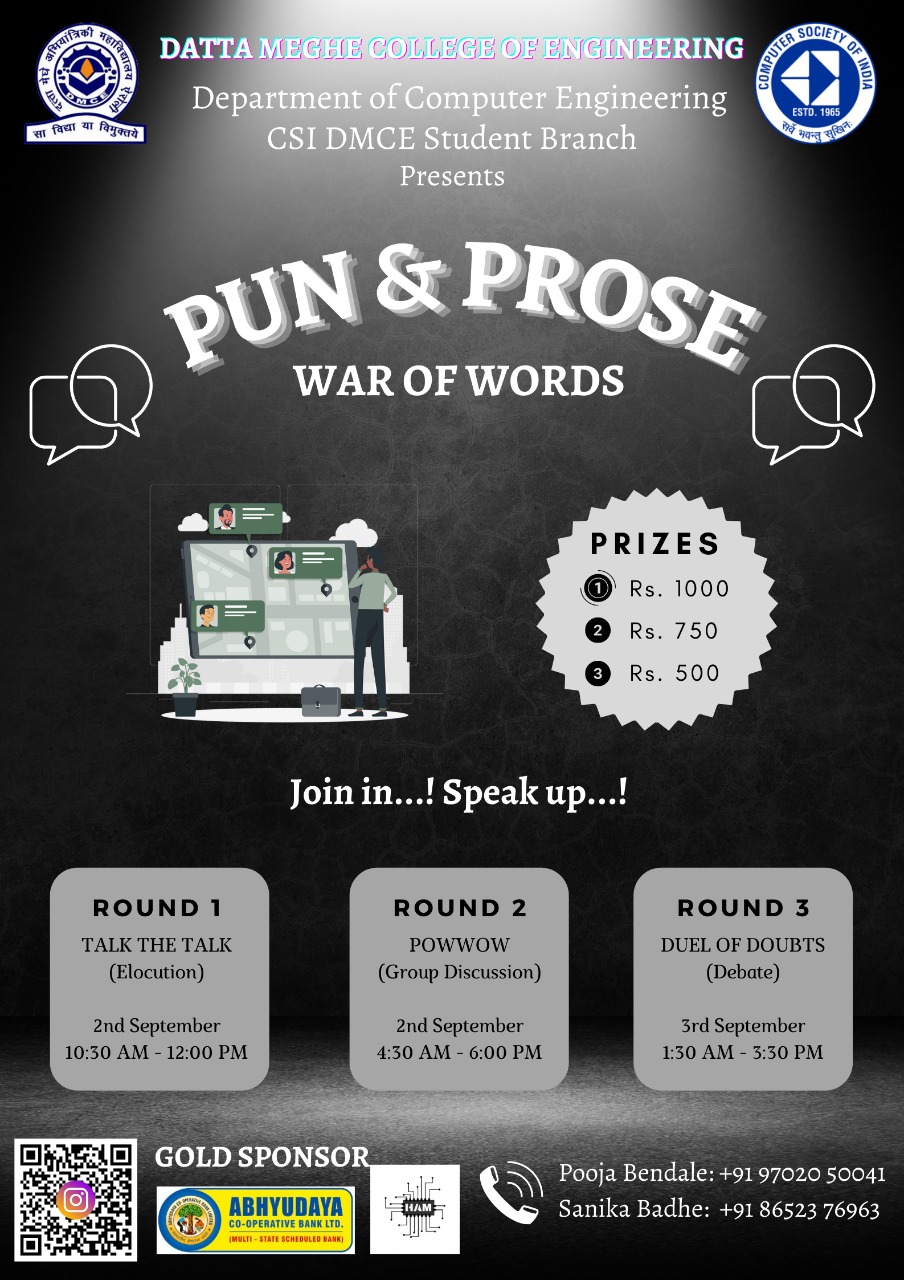 DATTA MEGHE COLLEGE OF ENGINEERING
Department of Computer Engineering
CSI DMCE Student Branch
Presents
दत्ता मेघे अभियांत्रिकी महाविद्यालय ऐरोली
DMCE
सा विद्या या विमुक्तये
COMPUTER SOCIETY OF INDIA
ESTD. 1965
सर्वे भवन्तु सुखिनः
PUN & PROSE
WAR OF WORDS
PRIZES
1 Rs. 1000
2 Rs. 750
3 Rs. 500
Join in...! Speak up...!
ROUND 1
TALK THE TALK
(Elocution)
2nd September
10:30 AM - 12:00 PM
ROUND 2
POWWOW
(Group Discussion)
2nd September
4:30 AM - 6:00 PM
ROUND 3
DUEL OF DOUBTS
(Debate)
3rd September
1:30 AM - 3:30 PM
GOLD SPONSOR
ABHYUDAYA
CO-OPERATIVE BANK LTD.
(MULTI - STATE SCHEDULED BANK)
HAM
Pooja Bendale: +91 97020 50041
Sanika Badhe: +91 86523 76963